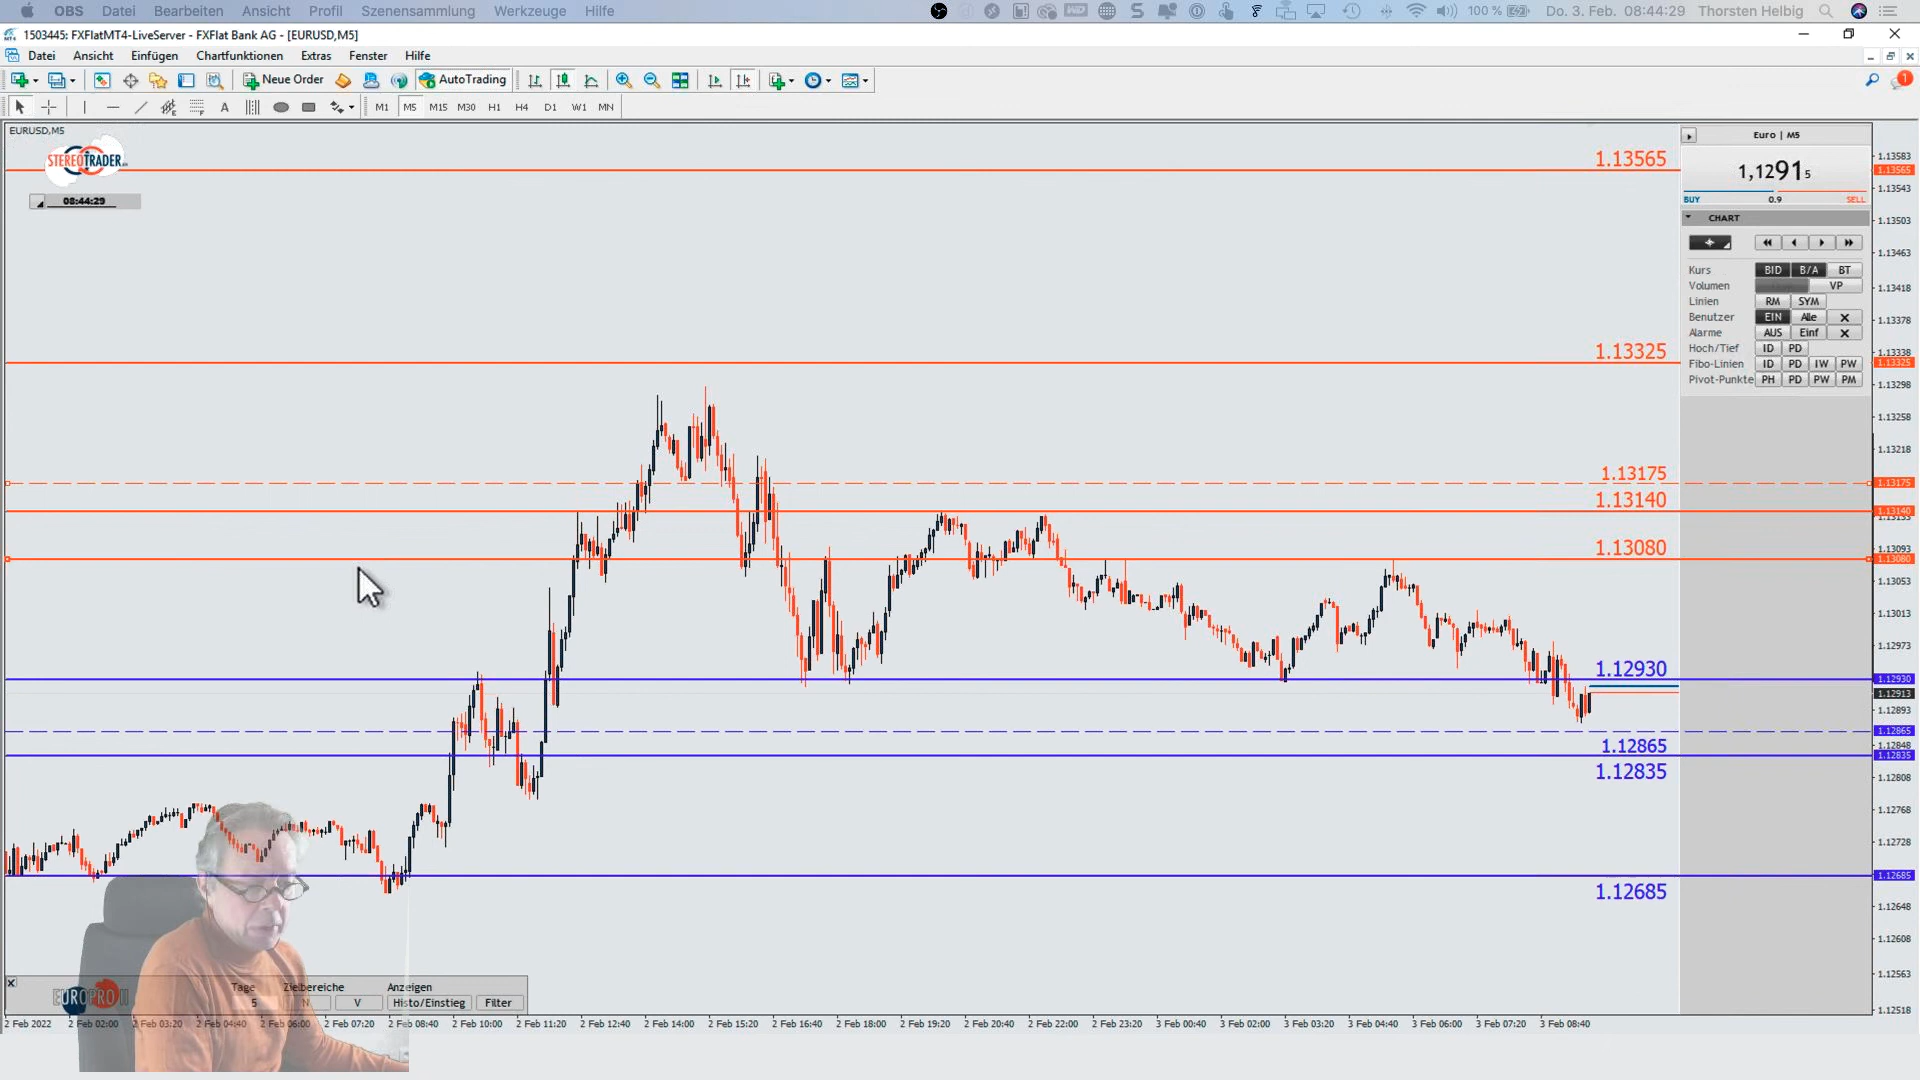 OBS Datei Bearbeiten Ansicht Profil Szenensammlung Werkzeuge Hilfe 100 % Do. 3. Feb. 08:44:29 Thorsten Helbig
1503445: FXFlatMT4-LiveServer - FXFlat Bank AG - [EURUSD,M5]
Datei Ansicht Einfügen Chartfunktionen Extras Fenster Hilfe
Neue Order AutoTrading 1
A M1 M5 M15 M30 H1 H4 D1 W1 MN
EURUSD,M5
STEREOTRADER
08:44:29
1.13565
1.13325
1.13175
1.13140
1.13080
1.12930
1.12865
1.12835
1.12685
Euro | M5
1,12915
BUY 0.9 SELL
CHART
Kurs BID B/A BT
Volumen VP
Linien RM SYM
Benutzer EIN Alle X
Alarme AUS Einf X
Hoch/Tief ID PD
Fibo-Linien ID PD IW PW
Pivot-Punkte PH PD PW PM
1.13583
1.13565
1.13543
1.13503
1.13463
1.13418
1.13378
1.13338
1.13325
1.13298
1.13258
1.13218
1.13175
1.13140
1.13133
1.13093
1.13080
1.13053
1.13013
1.12973
1.12930
1.12913
1.12893
1.12865
1.12848
1.12835
1.12808
1.12768
1.12728
1.12685
1.12648
1.12608
1.12563
1.12518
EUROPRO II
Tage Zielbereiche Anzeigen
5 N V Histo/Einstieg Filter
2 Feb 2022 2 Feb 02:00 2 Feb 03:20 2 Feb 04:40 2 Feb 06:00 2 Feb 07:20 2 Feb 08:40 2 Feb 10:00 2 Feb 11:20 2 Feb 12:40 2 Feb 14:00 2 Feb 15:20 2 Feb 16:40 2 Feb 18:00 2 Feb 19:20 2 Feb 20:40 2 Feb 22:00 2 Feb 23:20 3 Feb 00:40 3 Feb 02:00 3 Feb 03:20 3 Feb 04:40 3 Feb 06:00 3 Feb 07:20 3 Feb 08:40